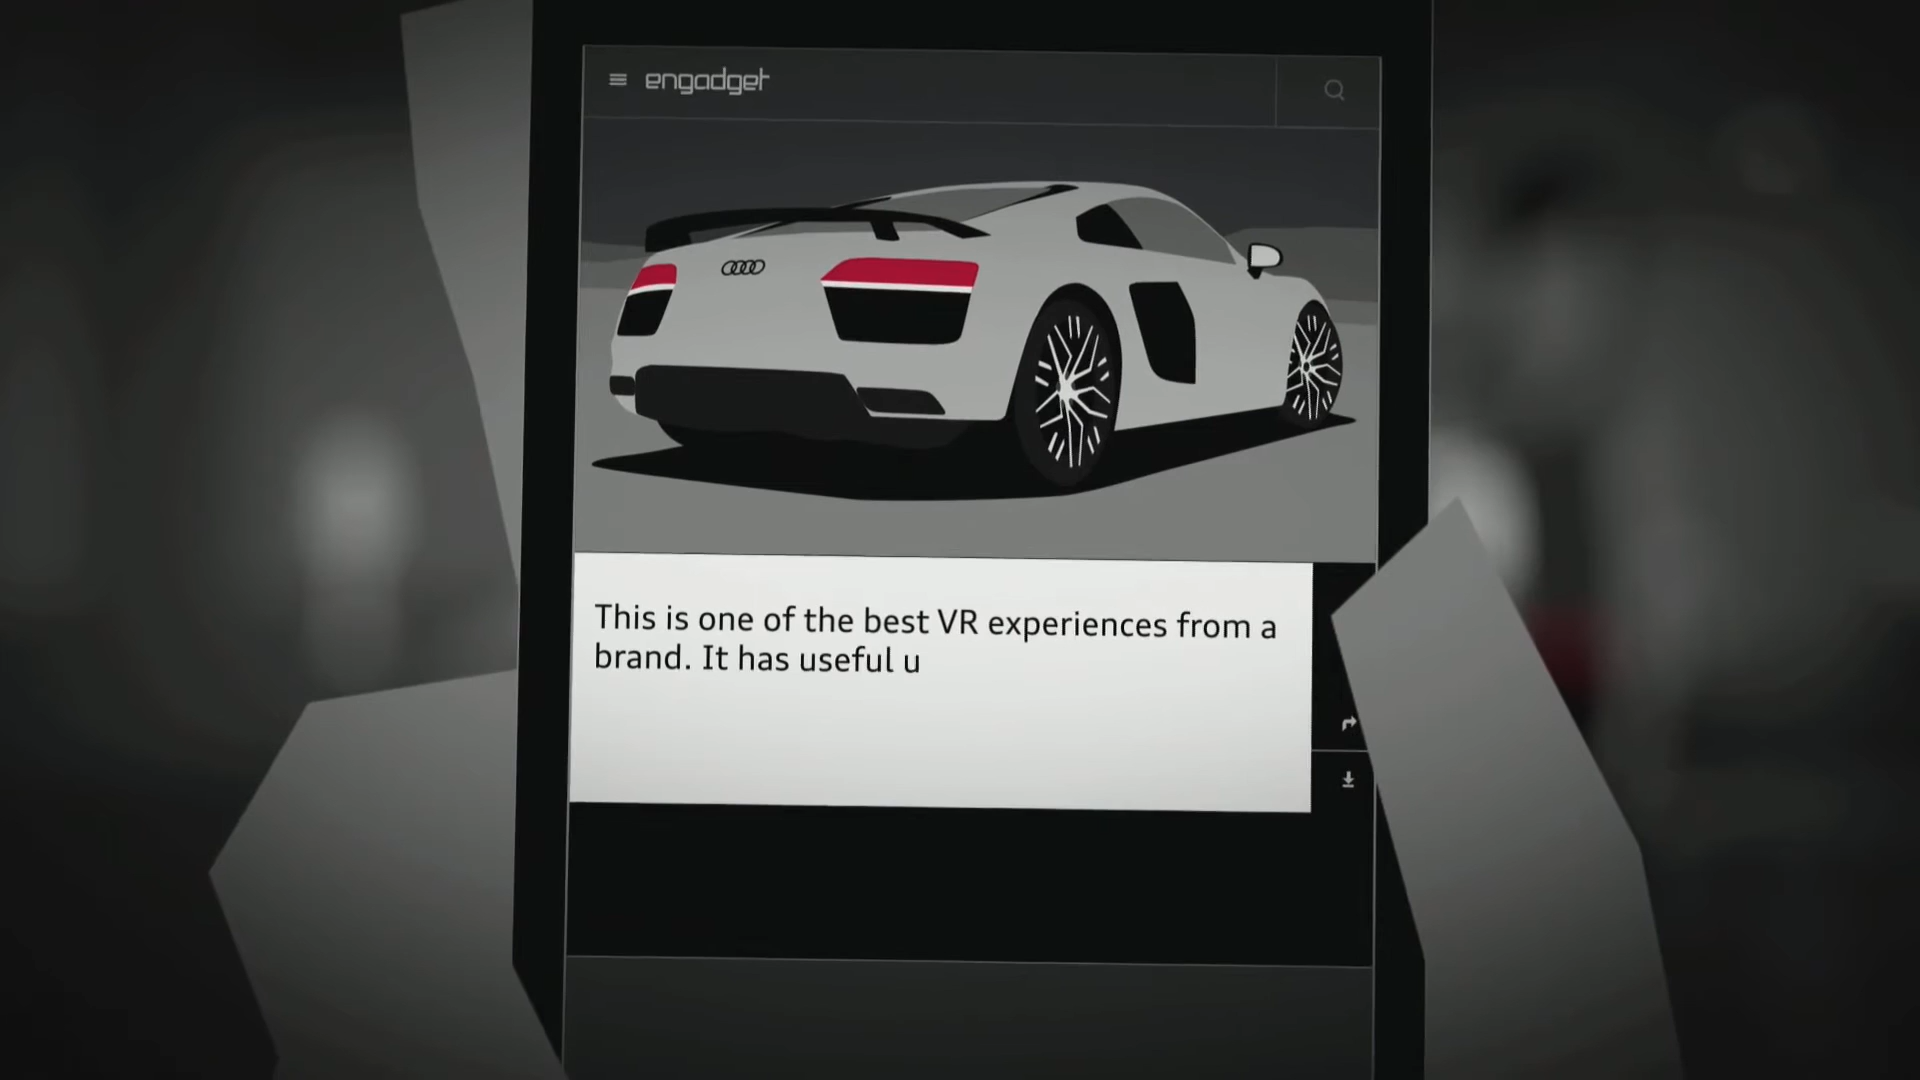 engadget
This is one of the best VR experiences from a
brand. It has useful u